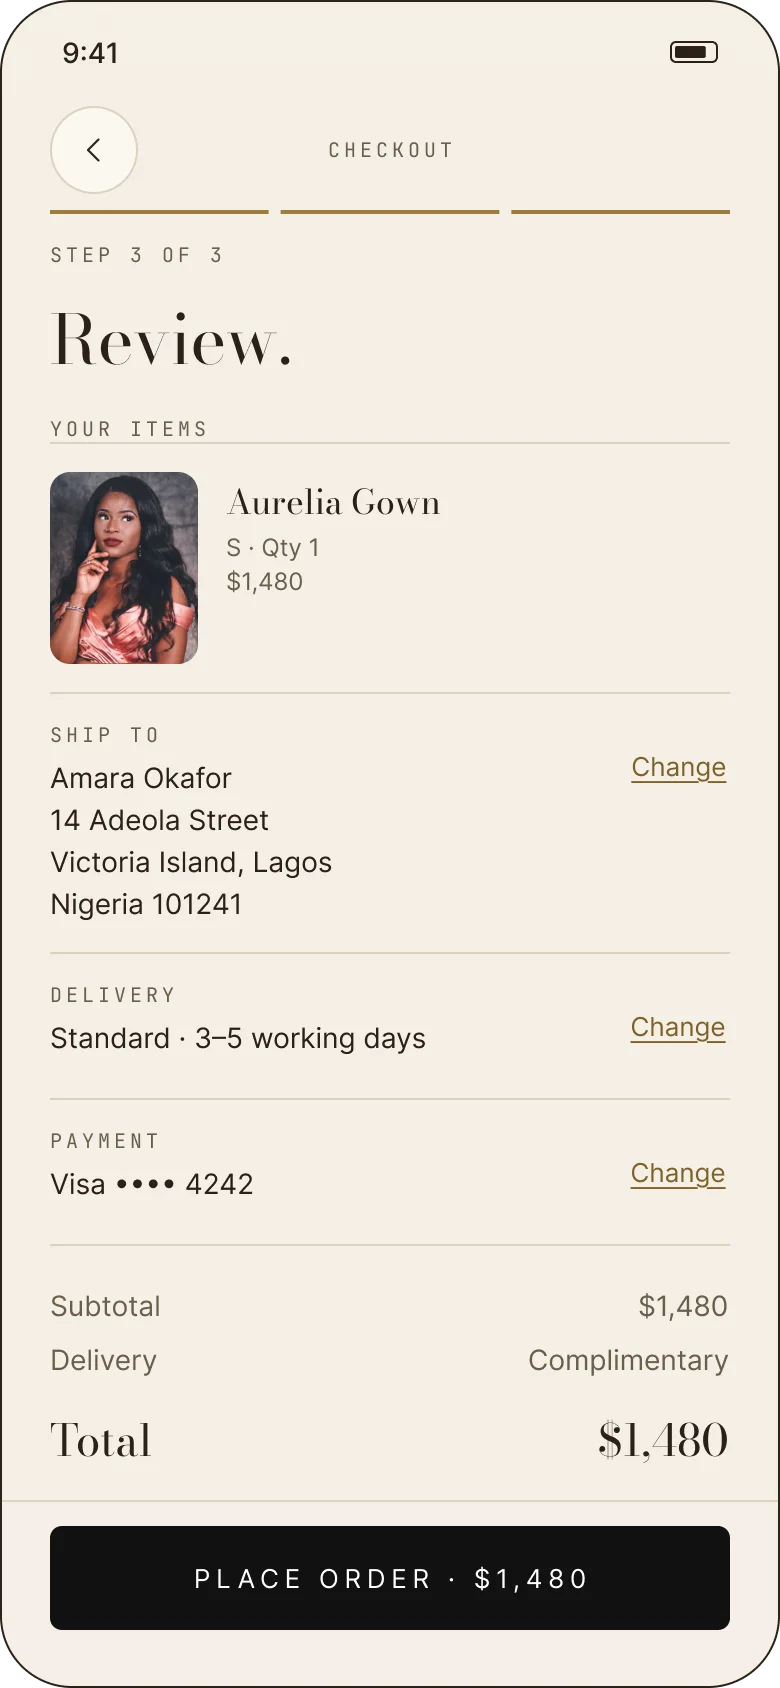 9:41
CHECKOUT
STEP 3 OF 3
Review.
YOUR ITEMS
Aurelia Gown
S · Qty 1
$1,480
SHIP TO
Change
Amara Okafor
14 Adeola Street
Victoria Island, Lagos
Nigeria 101241
DELIVERY
Standard · 3–5 working days
Change
PAYMENT
Visa •••• 4242
Change
Subtotal $1,480
Delivery Complimentary
Total $1,480
PLACE ORDER · $1,480